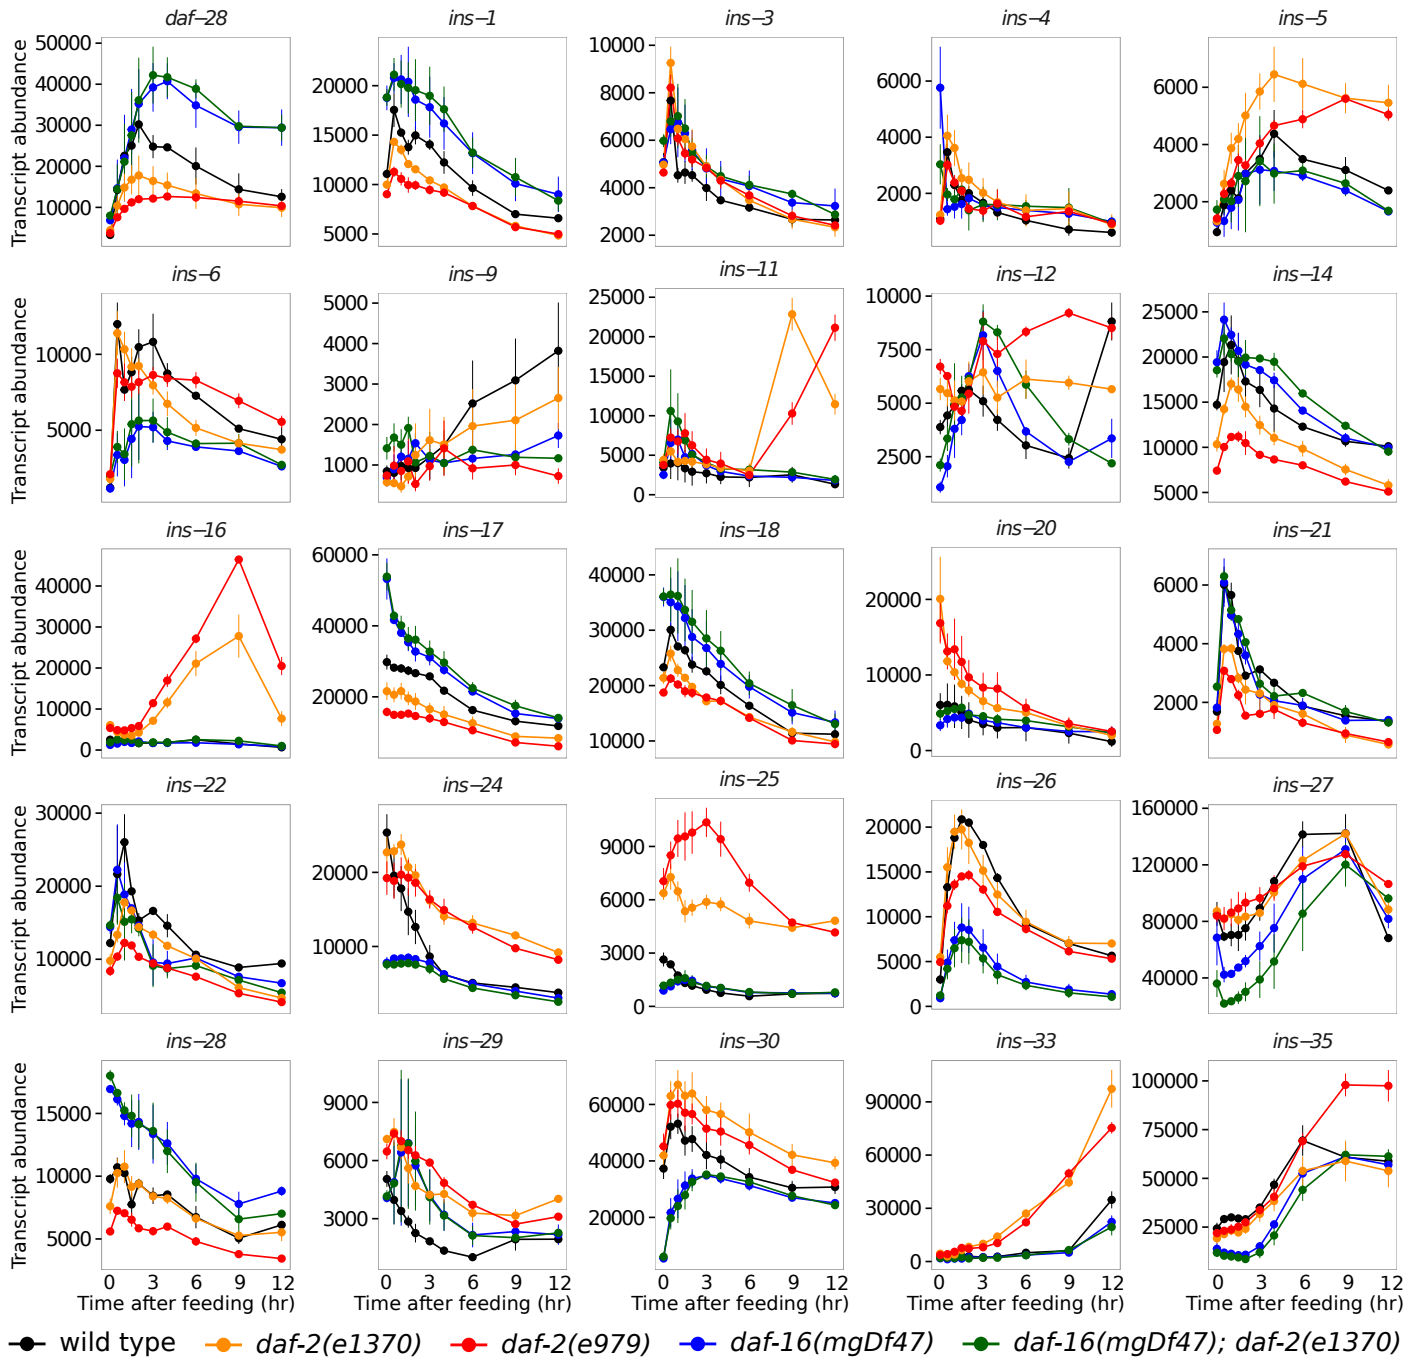 daf–28 ins–1 ins–3 ins–4 ins–5
Transcript abundance
50000 40000 30000 20000 10000
20000 15000 10000 5000
10000 8000 6000 4000 2000
6000 4000 2000
6000 4000 2000
ins–6 ins–9 ins–11 ins–12 ins–14
Transcript abundance
10000 5000
5000 4000 3000 2000 1000
25000 20000 15000 10000 5000 0
10000 7500 5000 2500
25000 20000 15000 10000 5000
ins–16 ins–17 ins–18 ins–20 ins–21
Transcript abundance
40000 30000 20000 10000 0
60000 40000 20000
40000 30000 20000 10000
20000 10000 0
6000 4000 2000
ins–22 ins–24 ins–25 ins–26 ins–27
Transcript abundance
30000 20000 10000
20000 10000
9000 6000 3000 0
20000 15000 10000 5000 0
160000 120000 80000 40000
ins–28 ins–29 ins–30 ins–33 ins–35
Transcript abundance
15000 10000 5000
9000 6000 3000
60000 40000 20000
90000 60000 30000 0
100000 75000 50000 25000
0 3 6 9 12 0 3 6 9 12 0 3 6 9 12 0 3 6 9 12 0 3 6 9 12
Time after feeding (hr) Time after feeding (hr) Time after feeding (hr) Time after feeding (hr) Time after feeding (hr)
wild type daf-2(e1370) daf-2(e979) daf-16(mgDf47) daf-16(mgDf47); daf-2(e1370)